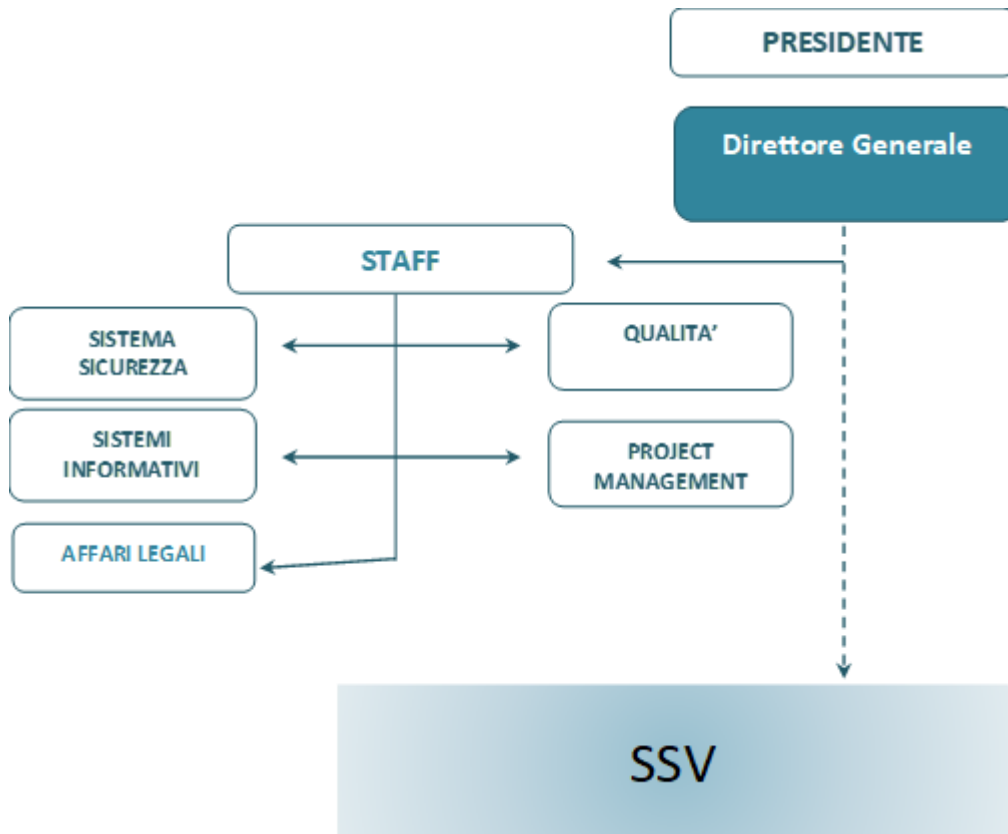 PRESIDENTE
Direttore Generale
STAFF
SISTEMA
SICUREZZA
QUALITA’
SISTEMI
INFORMATIVI
PROJECT
MANAGEMENT
AFFARI LEGALI
SSV